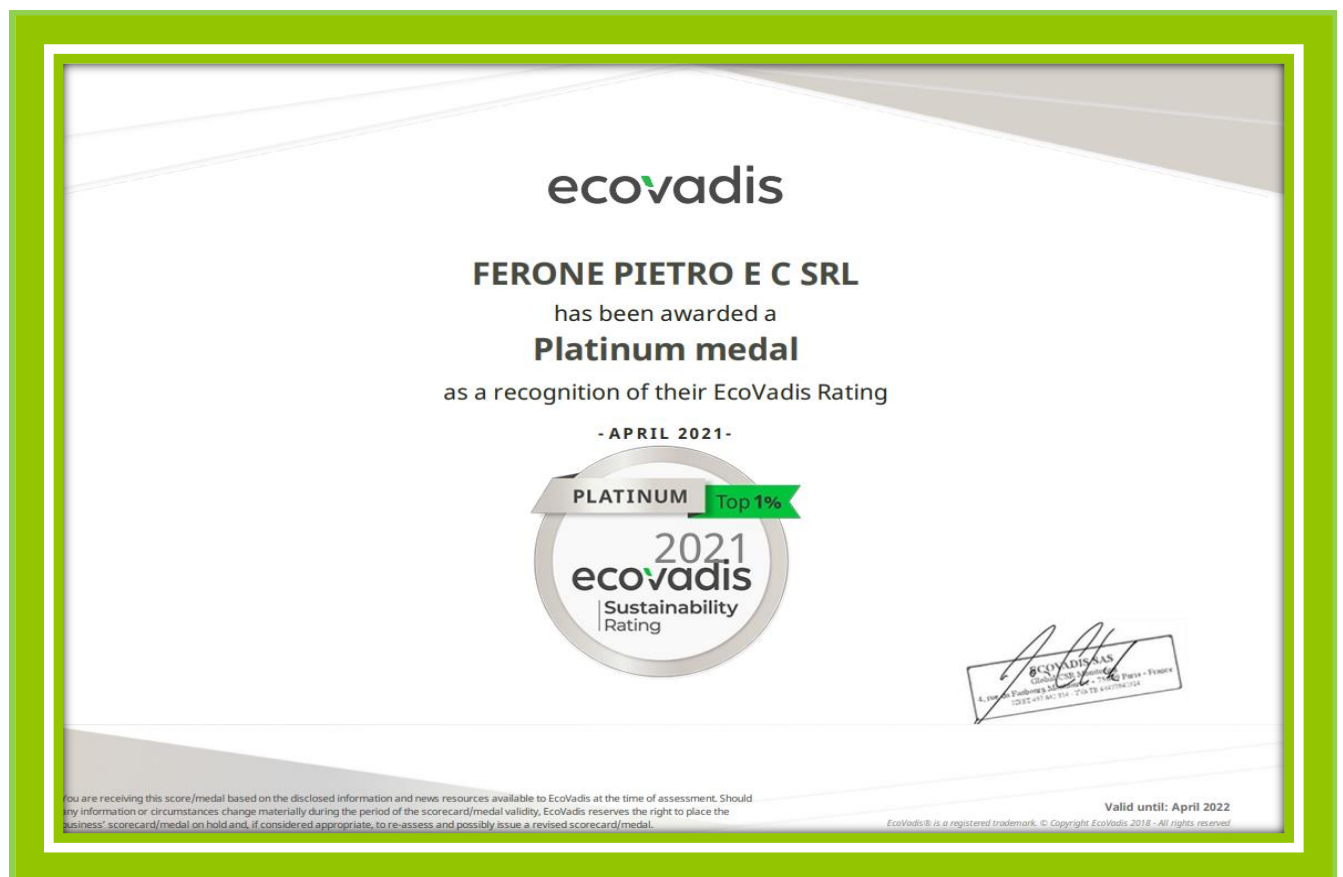 ecovadis
FERONE PIETRO E C SRL
has been awarded a
Platinum medal
as a recognition of their EcoVadis Rating
- APRIL 2021-
PLATINUM
Top 1%
2021
ecovadis
Sustainability
Rating
ECOVADIS SAS
Global CSR Monitoring
Paris - France
You are receiving this score/medal based on the disclosed information and news resources available to EcoVadis at the time of assessment. Should
any information or circumstances change materially during the period of the scorecard/medal validity, EcoVadis reserves the right to place the
business' scorecard/medal on hold and, if considered appropriate, to re-assess and possibly issue a revised scorecard/medal.
Valid until: April 2022
EcoVadis® is a registered trademark. © Copyright EcoVadis 2018 - All rights reserved